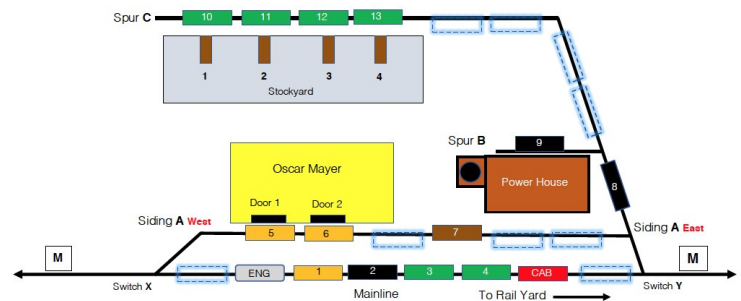 Spur C
10 11 12 13
1 2 3 4
Stockyard
Spur B
9
Oscar Mayer
Power House
8
Door 1 Door 2
Siding A West
5 6 7
Siding A East
M
M
ENG 1 2 3 4 CAB
Switch X
Mainline
To Rail Yard
Switch Y